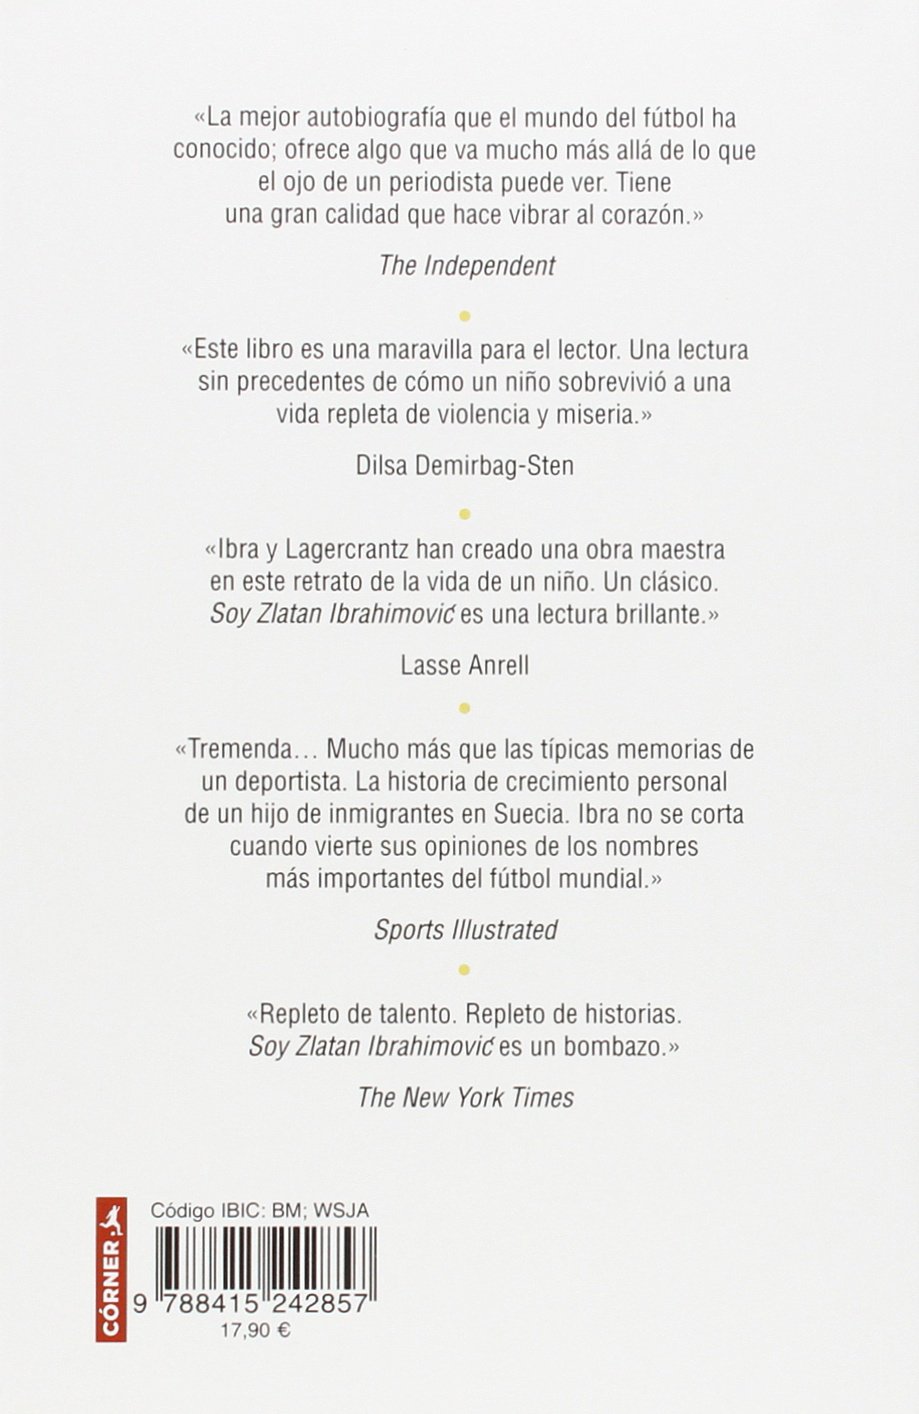 «La mejor autobiografía que el mundo del fútbol ha
conocido; ofrece algo que va mucho más allá de lo que
el ojo de un periodista puede ver. Tiene
una gran calidad que hace vibrar al corazón.»
The Independent
«Este libro es una maravilla para el lector. Una lectura
sin precedentes de cómo un niño sobrevivió a una
vida repleta de violencia y miseria.»
Dilsa Demirbag-Sten
«Ibra y Lagercrantz han creado una obra maestra
en este retrato de la vida de un niño. Un clásico.
Soy Zlatan Ibrahimović es una lectura brillante.»
Lasse Anrell
«Tremenda... Mucho más que las típicas memorias de
un deportista. La historia de crecimiento personal
de un hijo de inmigrantes en Suecia. Ibra no se corta
cuando vierte sus opiniones de los nombres
más importantes del fútbol mundial.»
Sports Illustrated
«Repleto de talento. Repleto de historias.
Soy Zlatan Ibrahimović es un bombazo.»
The New York Times
CÓRNER
Código IBIC: BM; WSJA
9 788415 242857
17,90 €